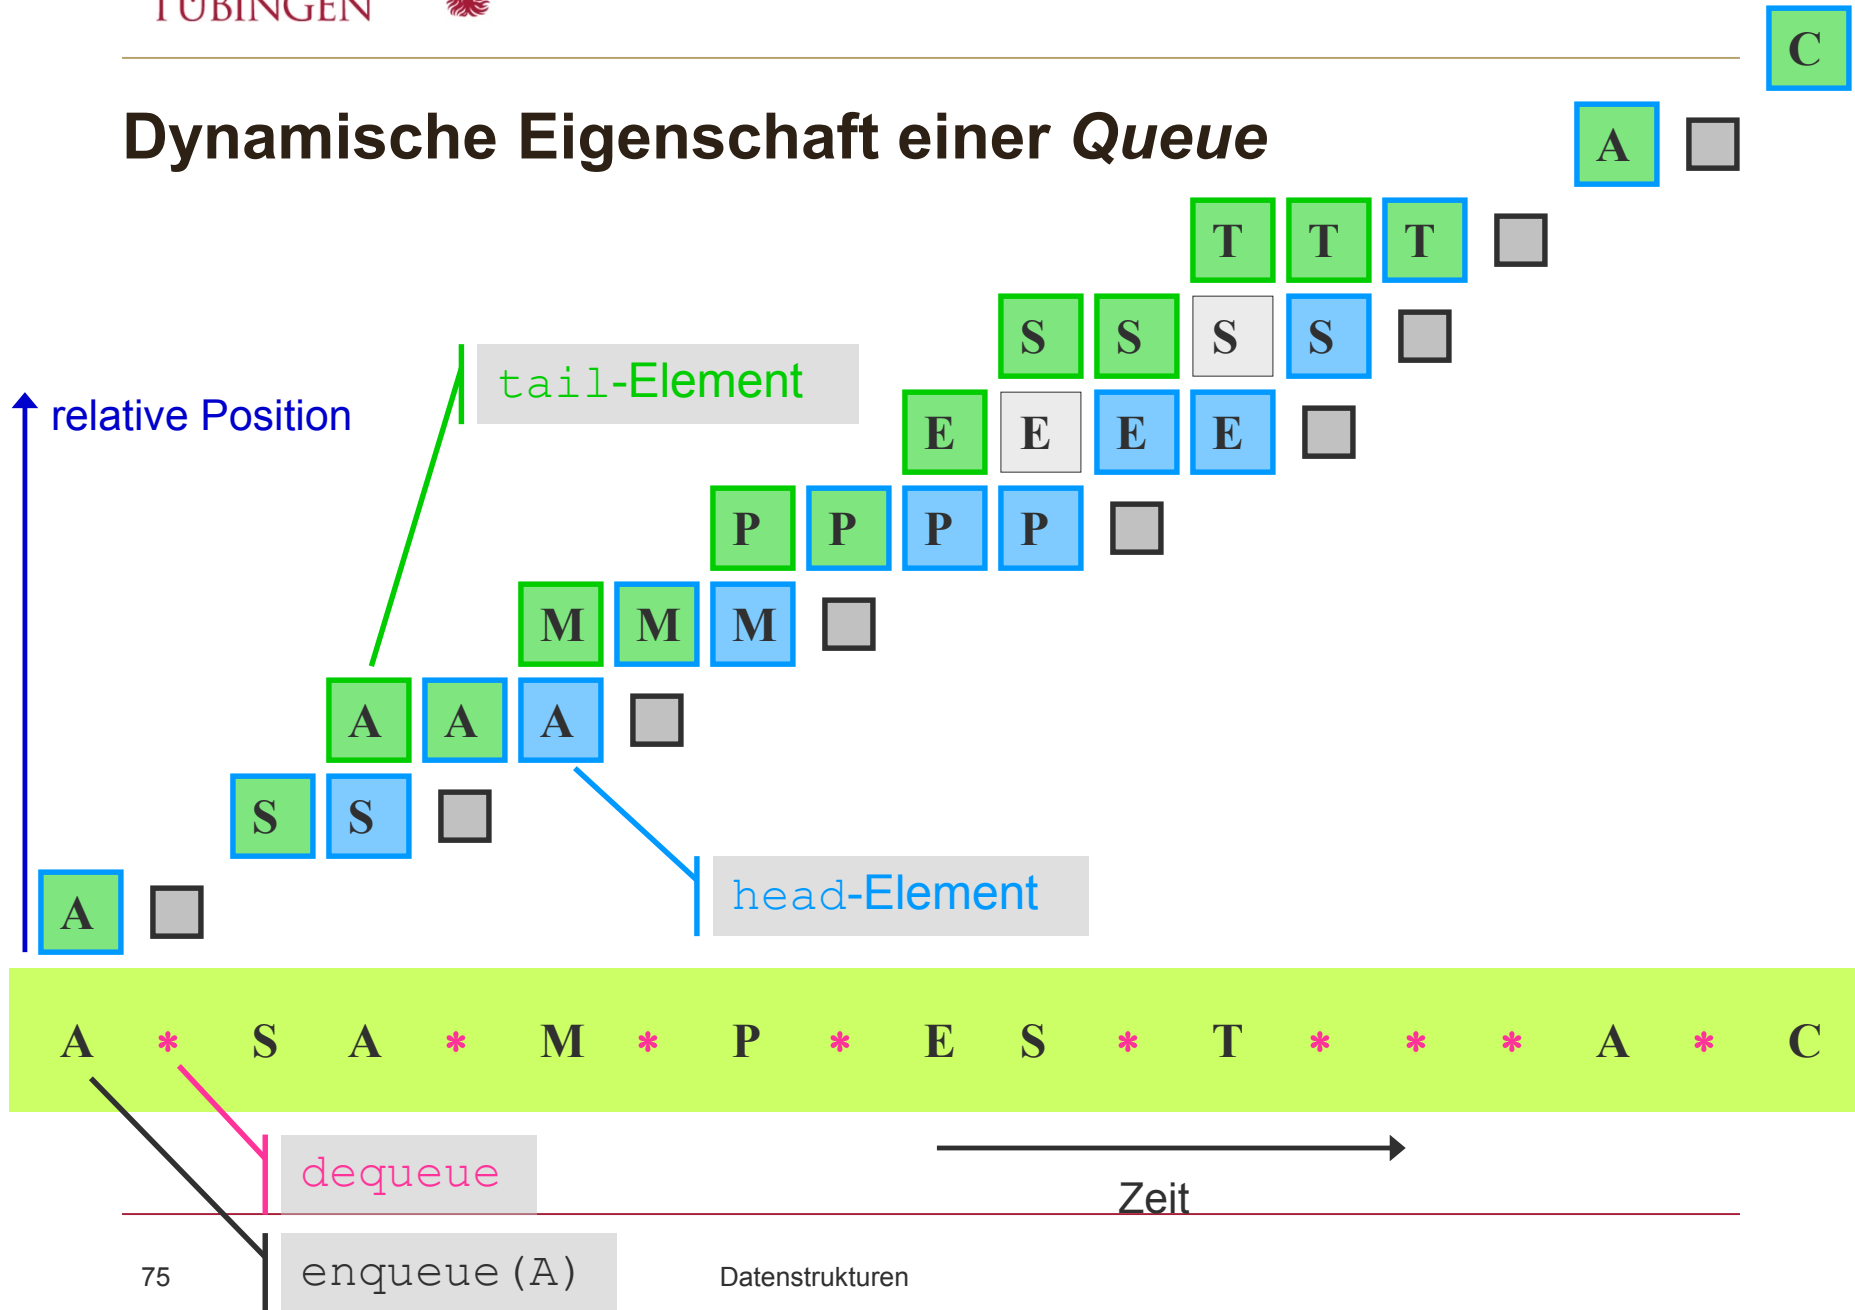 TÜBINGEN
C
Dynamische Eigenschaft einer Queue
A
T T T
S S S S
tail-Element
relative Position
E E E E
P P P P
M M M
A A A
S S
head-Element
A
A * S A * M * P * E S * T * * * A * C
dequeue
Zeit
enqueue(A)
75
Datenstrukturen